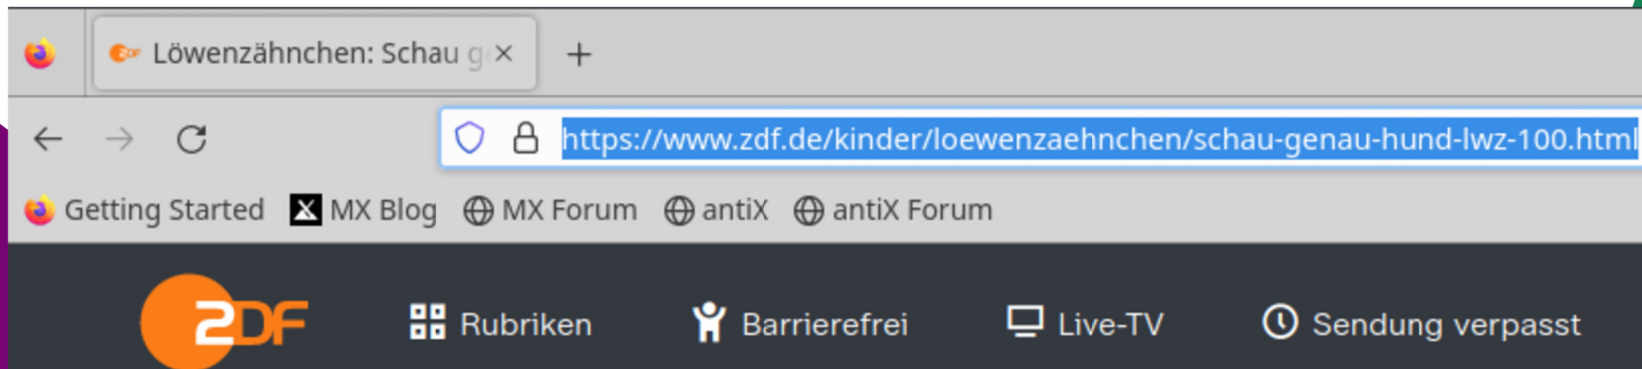 Löwenzähnchen: Schau g
https://www.zdf.de/kinder/loewenzaehnchen/schau-genau-hund-lwz-100.html
Getting Started MX Blog MX Forum antiX antiX Forum
ZDF Rubriken Barrierefrei Live-TV Sendung verpasst